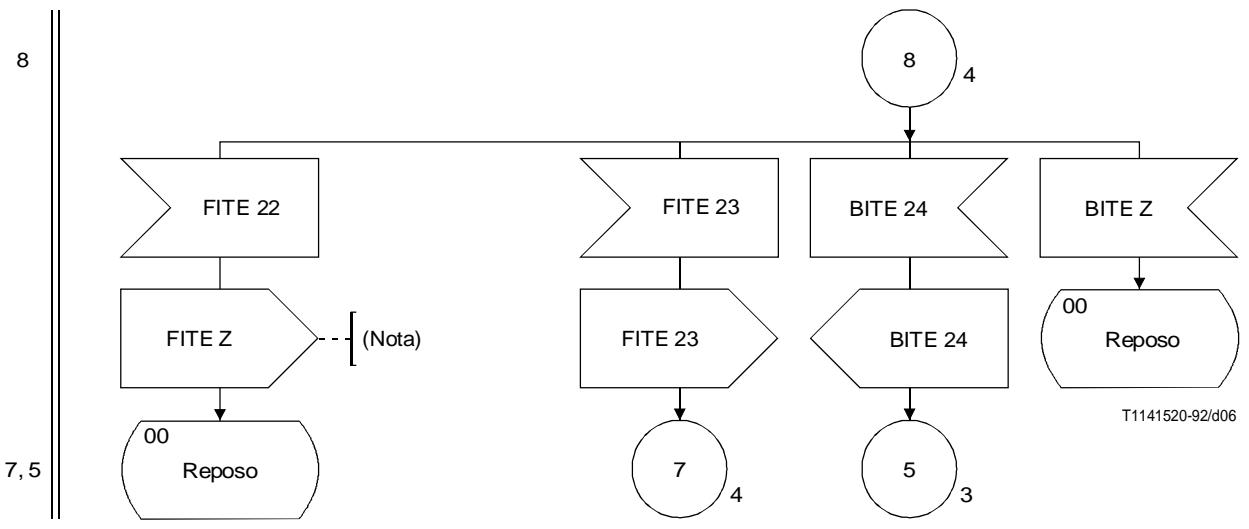 8
8
4
FITE 22
FITE 23
BITE 24
BITE Z
FITE Z
(Nota)
FITE 23
BITE 24
00
Reposo
T1141520-92/d06
7, 5
00
Reposo
7
4
5
3